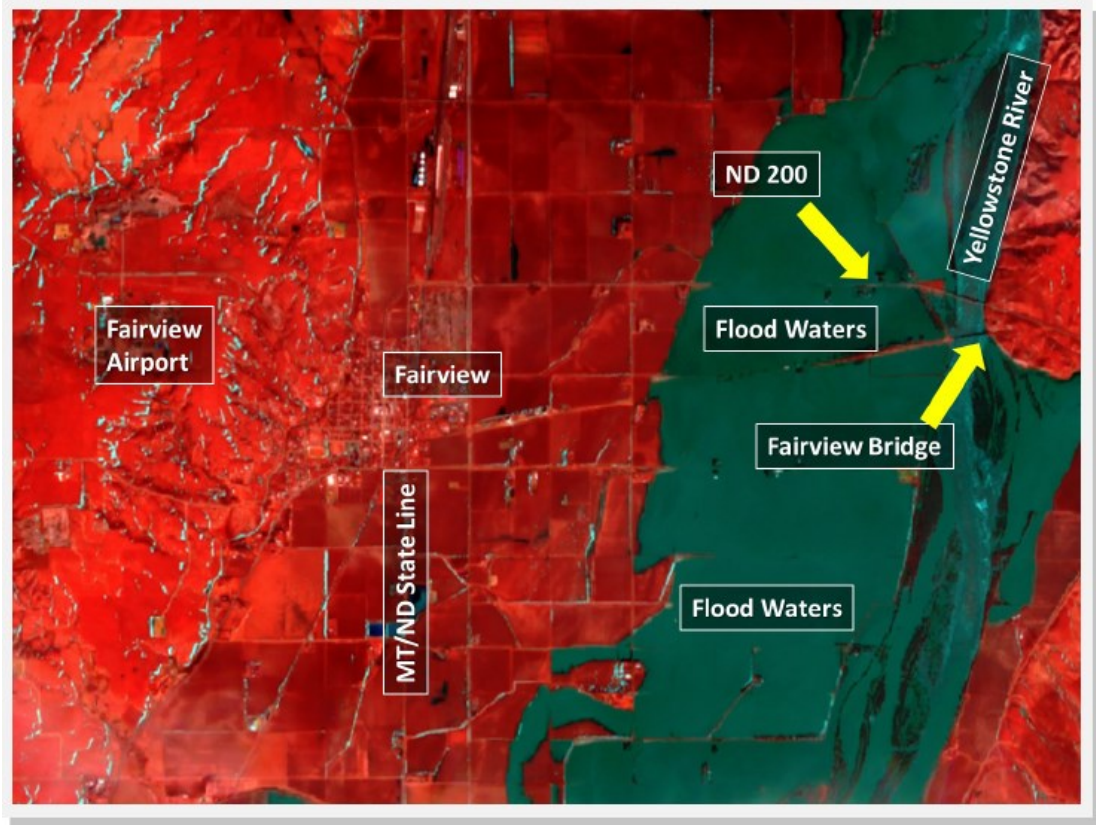 Yellowstone River
ND 200
Fairview
Airport
Flood Waters
Fairview
Fairview Bridge
MT/ND State Line
Flood Waters